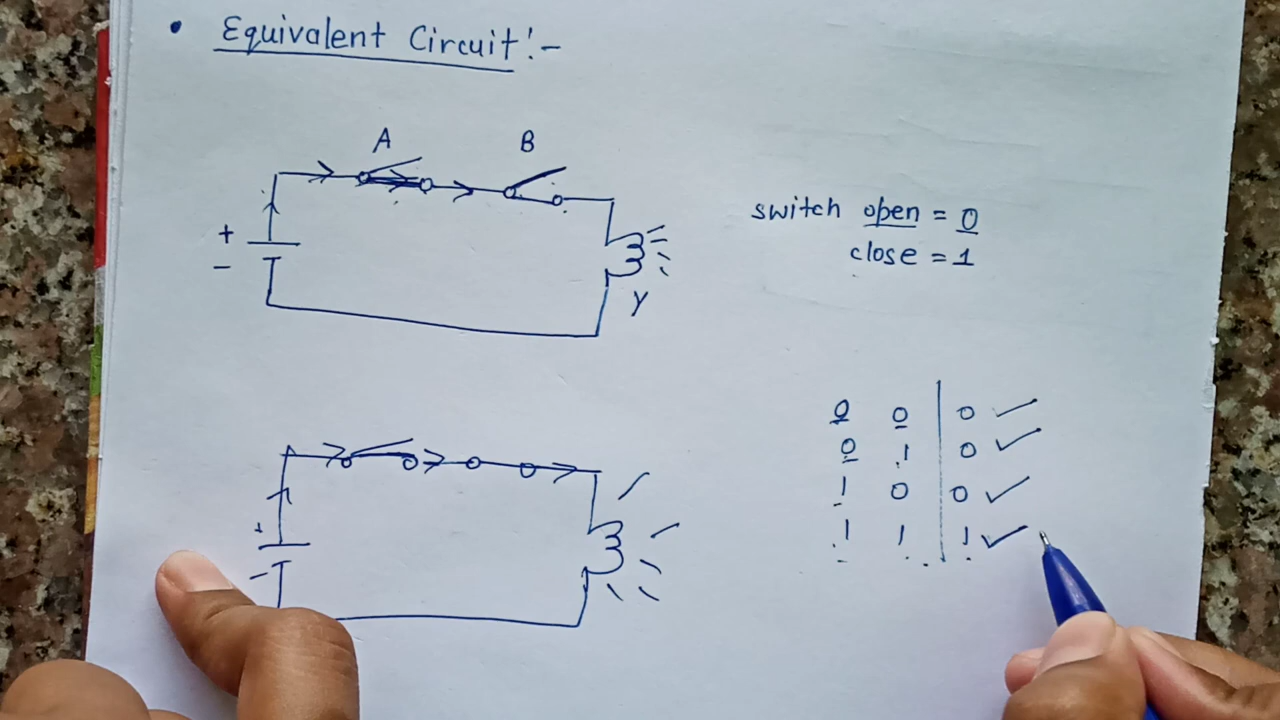 • Equivalent Circuit:-
A B
+
-
Y
switch open = 0
close = 1
+
-
0 0 | 0 ✓
0 1 | 0 ✓
1 0 | 0 ✓
1 1 | 1 ✓